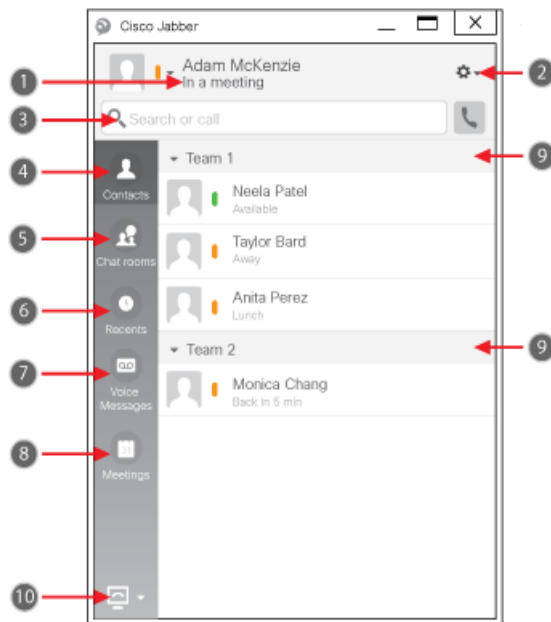 Cisco Jabber
Adam McKenzie
1 In a meeting
2
3 Search or call
4
Contacts
Team 1 9
Neela Patel
Available
5
Chat rooms
Taylor Bard
Away
6
Recents
Anita Perez
Lunch
Team 2 9
7
Voice
Messages
Monica Chang
Back in 5 min
8
31
Meetings
10